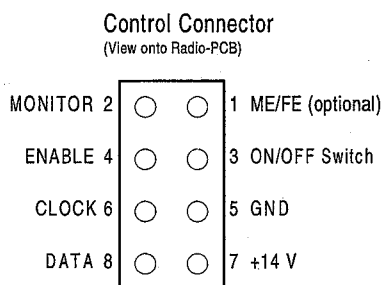 Control Connector
(View onto Radio-PCB)
MONITOR 2 1 ME/FE (optional)
ENABLE 4 3 ON/OFF Switch
CLOCK 6 5 GND
DATA 8 7 +14 V